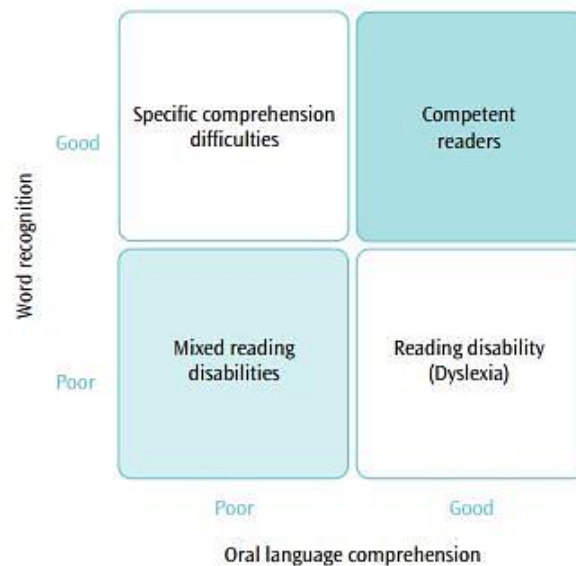 Specific comprehension
difficulties
Competent
readers
Good
Word recognition
Mixed reading
disabilities
Reading disability
(Dyslexia)
Poor
Poor
Good
Oral language comprehension